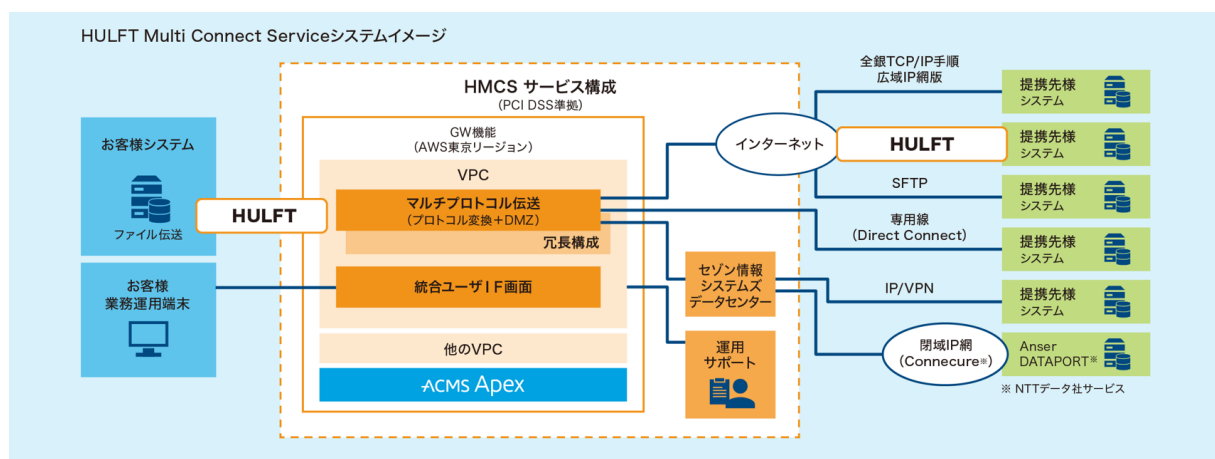 HULFT Multi Connect Serviceシステムイメージ
お客様システム
ファイル伝送
お客様
業務運用端末
HULFT
HMCS サービス構成
(PCI DSS準拠)
GW機能
(AWS東京リージョン)
VPC
マルチプロトコル伝送
(プロトコル変換+DMZ)
冗長構成
統合ユーザIF画面
他のVPC
ACMS Apex
セゾン情報
システムズ
データセンター
運用
サポート
インターネット
全銀TCP/IP手順
広域IP網版
HULFT
SFTP
専用線
(Direct Connect)
IP/VPN
閉域IP網
(Connecure※)
提携先様
システム
提携先様
システム
提携先様
システム
提携先様
システム
提携先様
システム
Anser
DATAPORT※
※ NTTデータ社サービス